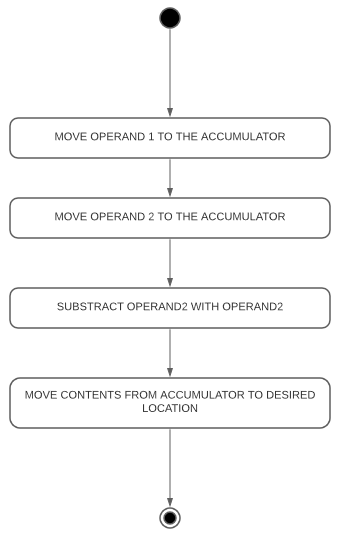 MOVE OPERAND 1 TO THE ACCUMULATOR
MOVE OPERAND 2 TO THE ACCUMULATOR
SUBSTRACT OPERAND2 WITH OPERAND2
MOVE CONTENTS FROM ACCUMULATOR TO DESIRED
LOCATION